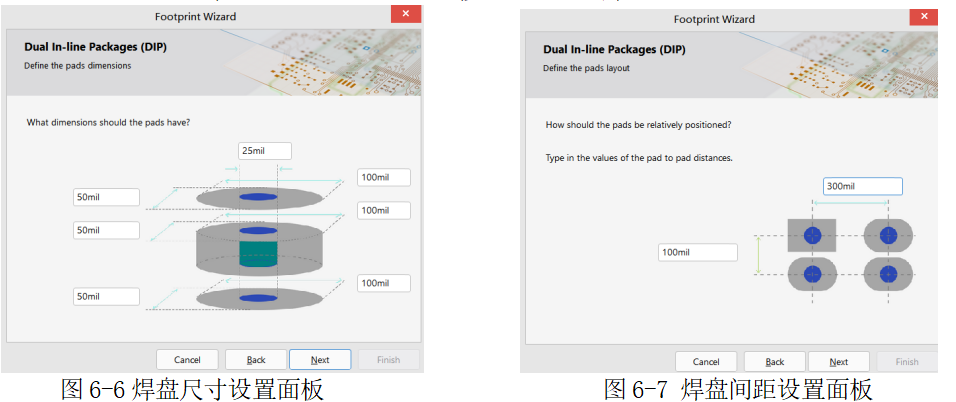 Footprint Wizard
Dual In-line Packages (DIP)
Define the pads dimensions
What dimensions should the pads have?
25mil
100mil
50mil
100mil
50mil
100mil
50mil
Cancel
Back
Next
Finish
图 6-6 焊盘尺寸设置面板
Footprint Wizard
Dual In-line Packages (DIP)
Define the pads layout
How should the pads be relatively positioned?
Type in the values of the pad to pad distances.
300mil
100mil
Cancel
Back
Next
Finish
图 6-7 焊盘间距设置面板